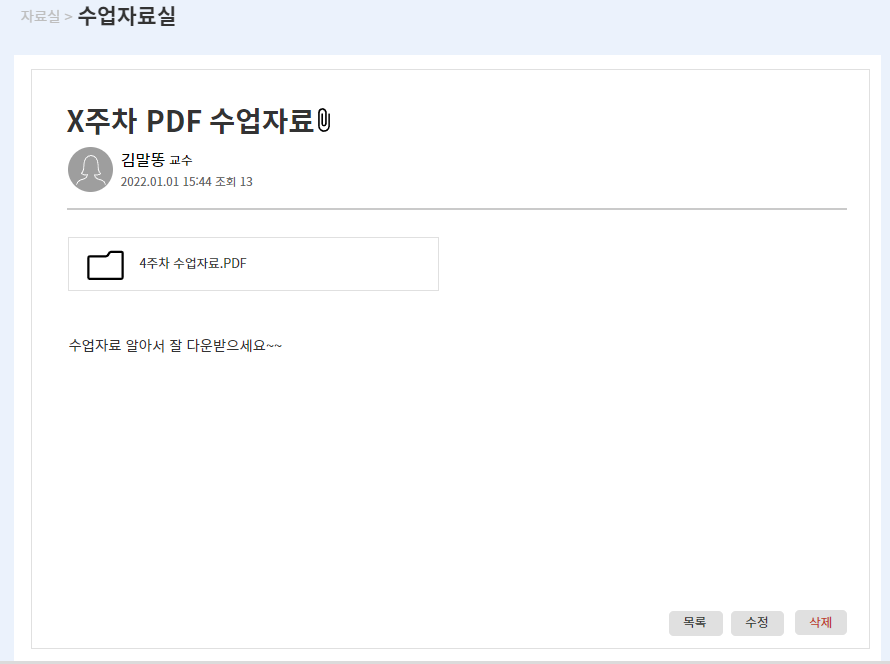 자료실 > 수업자료실
X주차 PDF 수업자료
김말똥 교수
2022.01.01 15:44 조회 13
4주차 수업자료.PDF
수업자료 알아서 잘 다운받으세요~~
목록 수정 삭제